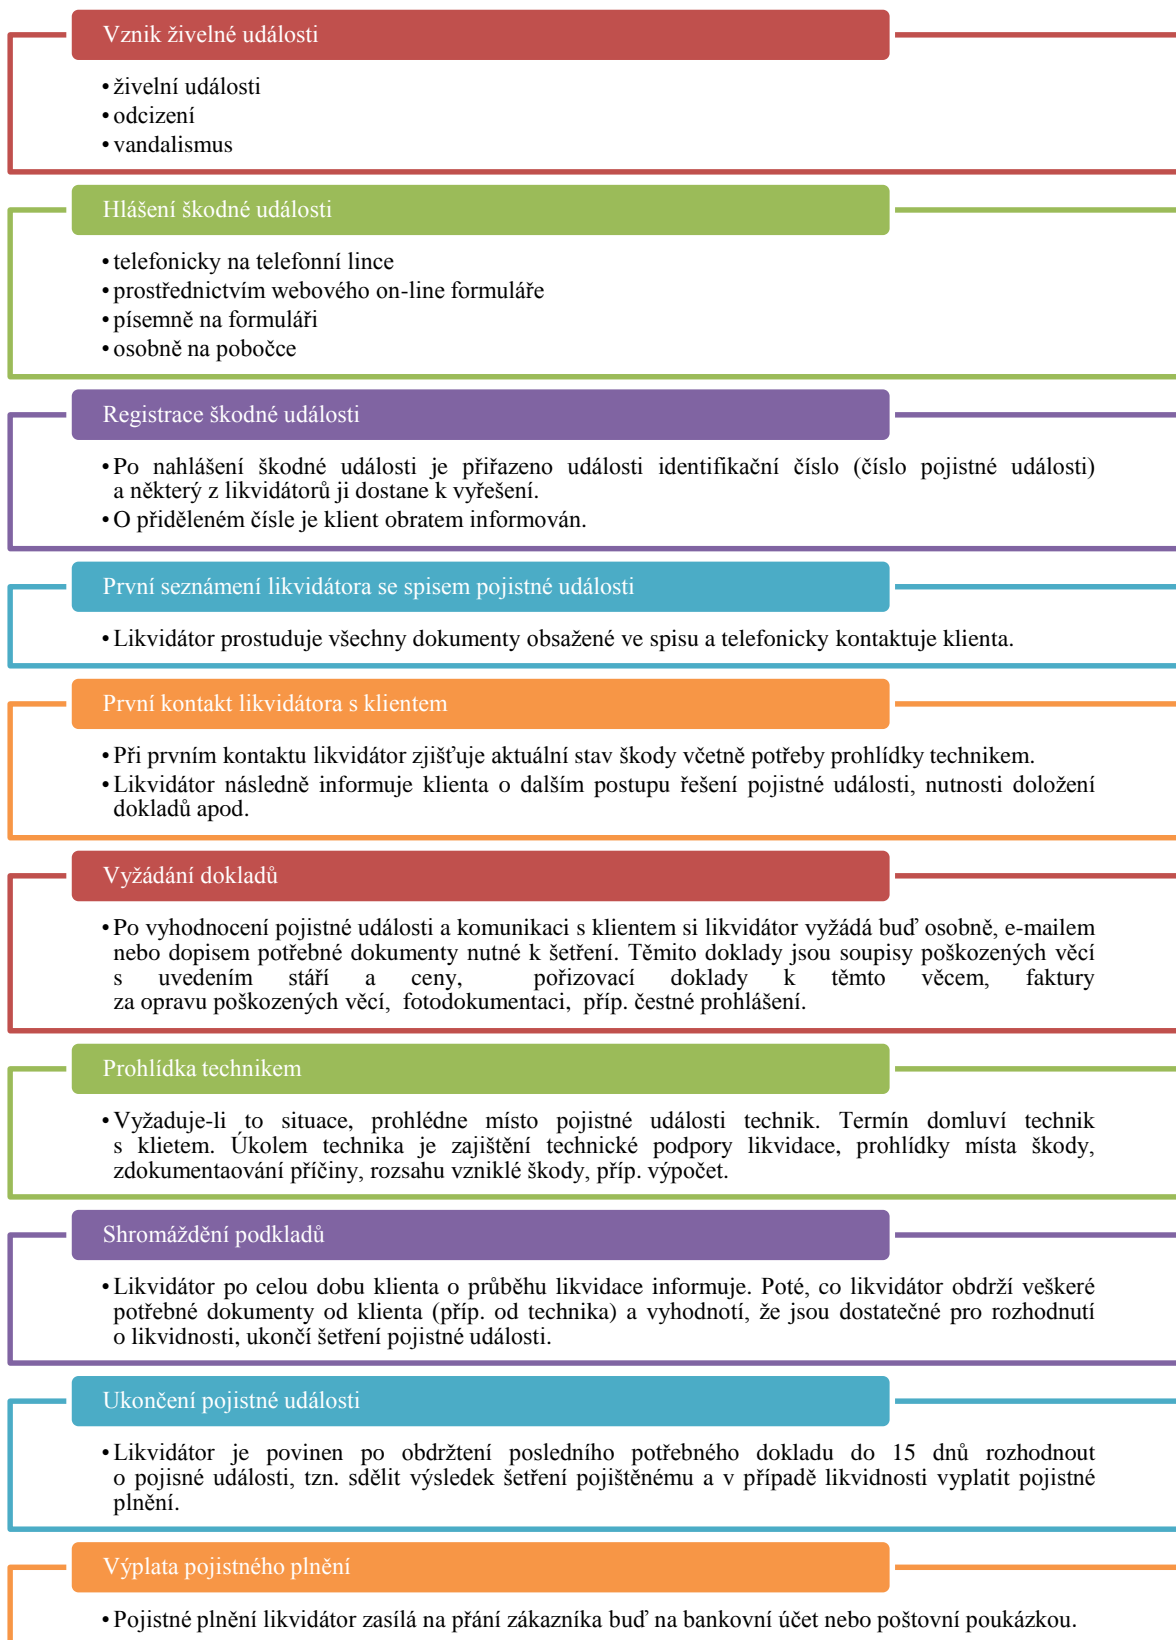 Vznik živelné události
• živelní události
• odcizení
• vandalismus
Hlášení škodné události
• telefonicky na telefonní lince
• prostřednictvím webového on-line formuláře
• písemně na formuláři
• osobně na pobočce
Registrace škodné události
• Po nahlášení škodné události je přiřazeno události identifikační číslo (číslo pojistné události)
a některý z likvidátorů ji dostane k vyřešení.
• O přiděleném čísle je klient obratem informován.
První seznámení likvidátora se spisem pojistné události
• Likvidátor prostuduje všechny dokumenty obsažené ve spisu a telefonicky kontaktuje klienta.
První kontakt likvidátora s klientem
• Při prvním kontaktu likvidátor zjišťuje aktuální stav škody včetně potřeby prohlídky technikem.
• Likvidátor následně informuje klienta o dalším postupu řešení pojistné události, nutnosti doložení
dokladů apod.
Vyžádání dokladů
• Po vyhodnocení pojistné události a komunikaci s klientem si likvidátor vyžádá buď osobně, e-mailem
nebo dopisem potřebné dokumenty nutné k šetření. Těmito doklady jsou soupisy poškozených věcí
s uvedením stáří a ceny, pořizovací doklady k těmto věcem, faktury
za opravu poškozených věcí, fotodokumentaci, příp. čestné prohlášení.
Prohlídka technikem
• Vyžaduje-li to situace, prohlédne místo pojistné události technik. Termín domluví technik
s klietem. Úkolem technika je zajištění technické podpory likvidace, prohlídky místa škody,
zdokumentaování příčiny, rozsahu vzniklé škody, příp. výpočet.
Shromáždění podkladů
• Likvidátor po celou dobu klienta o průběhu likvidace informuje. Poté, co likvidátor obdrží veškeré
potřebné dokumenty od klienta (příp. od technika) a vyhodnotí, že jsou dostatečné pro rozhodnutí
o likvidnosti, ukončí šetření pojistné události.
Ukončení pojistné události
• Likvidátor je povinen po obdržtení posledního potřebného dokladu do 15 dnů rozhodnout
o pojisné události, tzn. sdělit výsledek šetření pojištěnému a v případě likvidnosti vyplatit pojistné
plnění.
Výplata pojistného plnění
• Pojistné plnění likvidátor zasílá na přání zákazníka buď na bankovní účet nebo poštovní poukázkou.